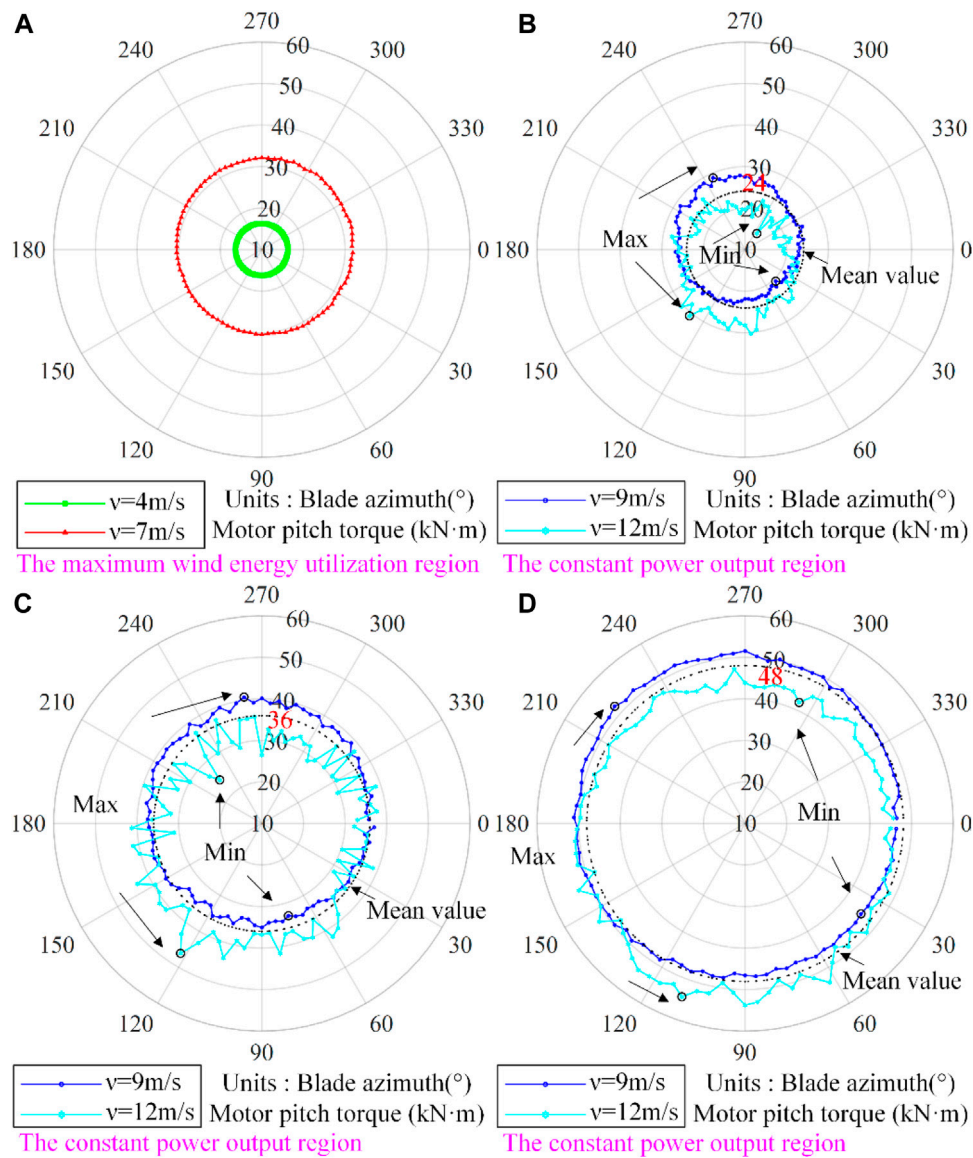 A
270
240
60
300
50
210
40
330
30
20
180
10
0
150
30
120
60
90
v=4m/s
v=7m/s
Units : Blade azimuth(°)
Motor pitch torque (kN·m)
The maximum wind energy utilization region
B
270
240
60
300
50
210
40
330
30
24
20
Max
180
10
0
Min
Mean value
150
30
120
60
90
v=9m/s
v=12m/s
Units : Blade azimuth(°)
Motor pitch torque (kN·m)
The constant power output region
C
270
240
60
300
50
210
40
330
36
30
20
Max
180
10
0
Min
Mean value
150
30
120
60
90
v=9m/s
v=12m/s
Units : Blade azimuth(°)
Motor pitch torque (kN·m)
The constant power output region
D
270
240
60
300
50
48
210
40
330
30
20
Min
180
10
0
Max
Mean value
150
30
120
60
90
v=9m/s
v=12m/s
Units : Blade azimuth(°)
Motor pitch torque (kN·m)
The constant power output region